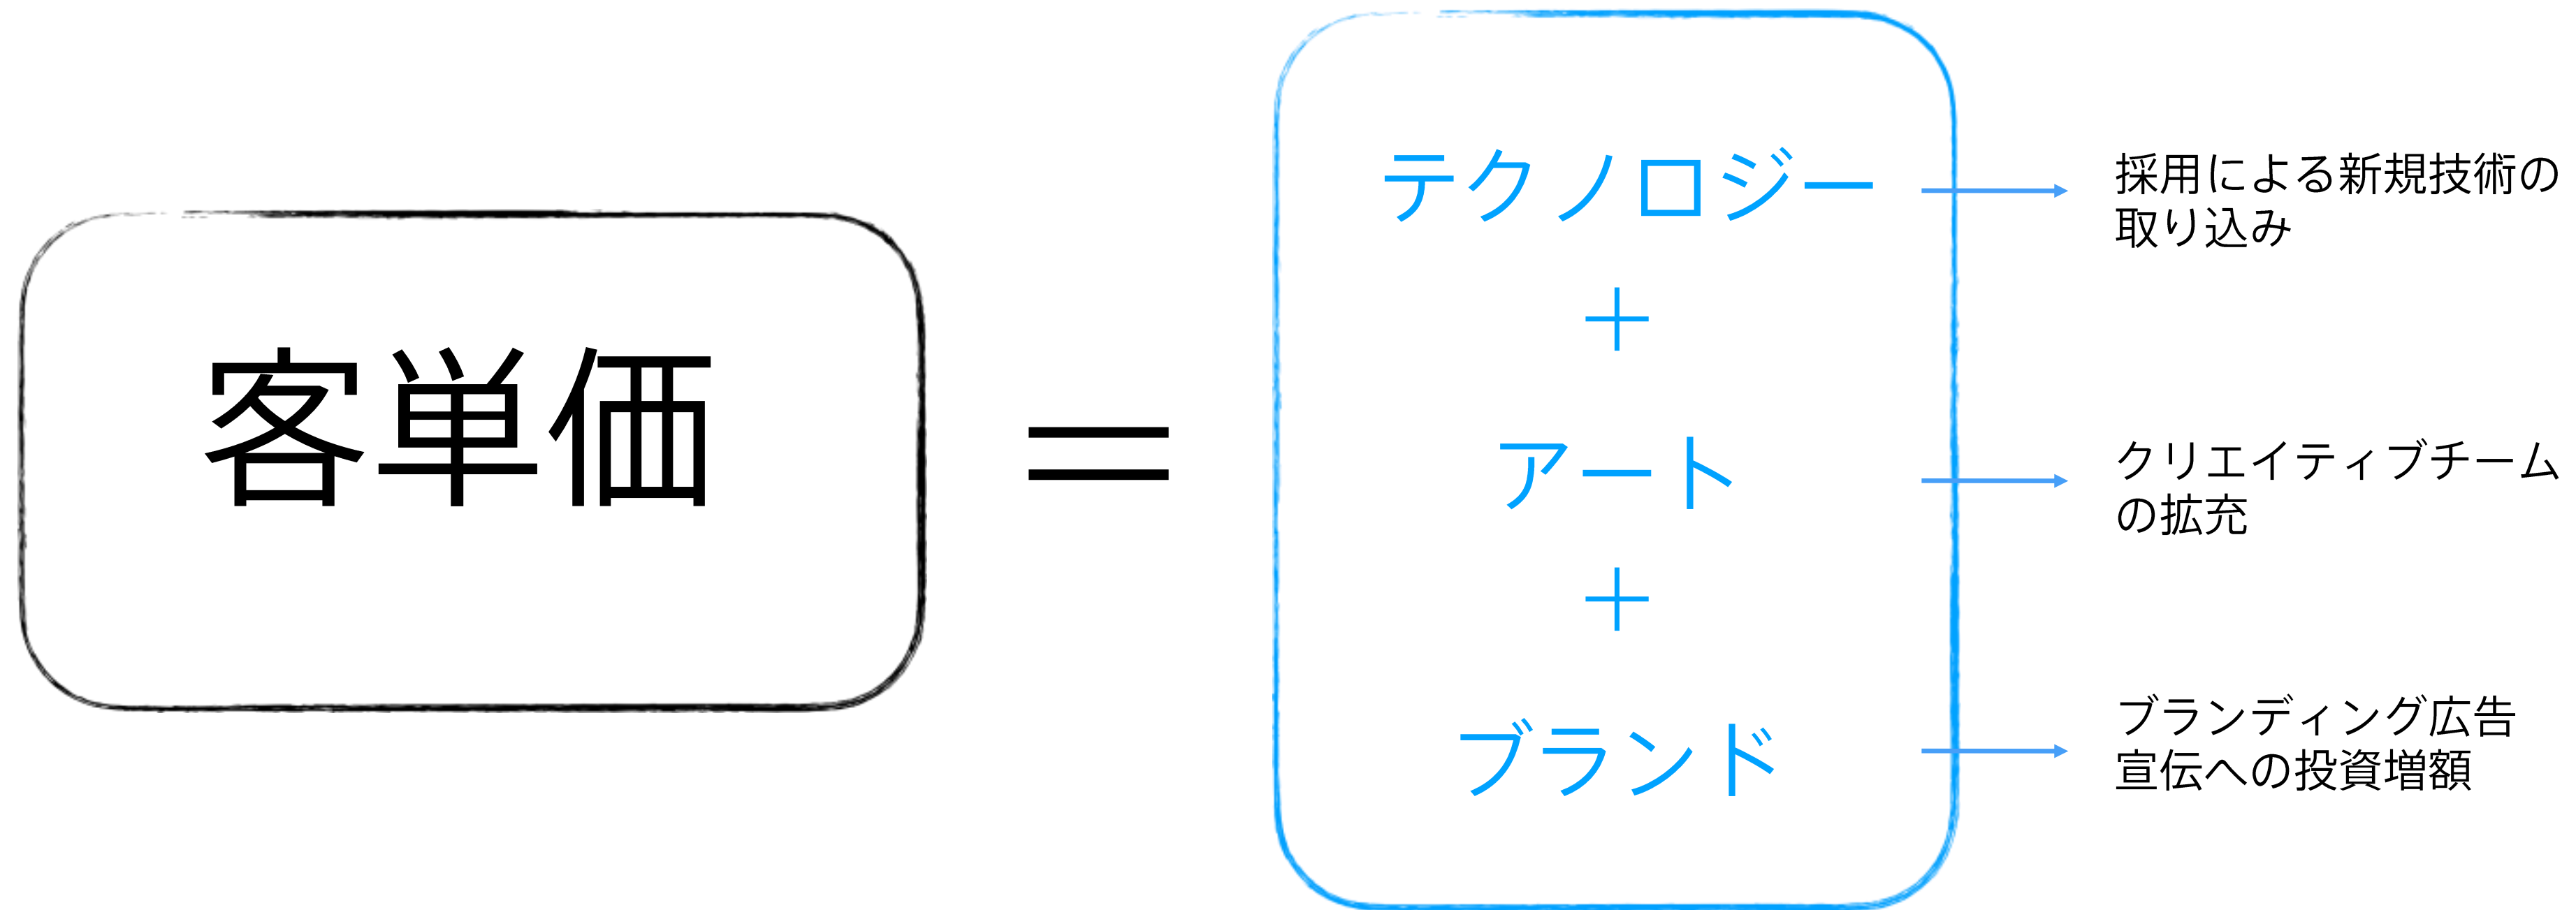 客単価
＝
テクノロジー
＋
アート
＋
ブランド
採用による新規技術の
取り込み
クリエイティブチーム
の拡充
ブランディング広告
宣伝への投資増額